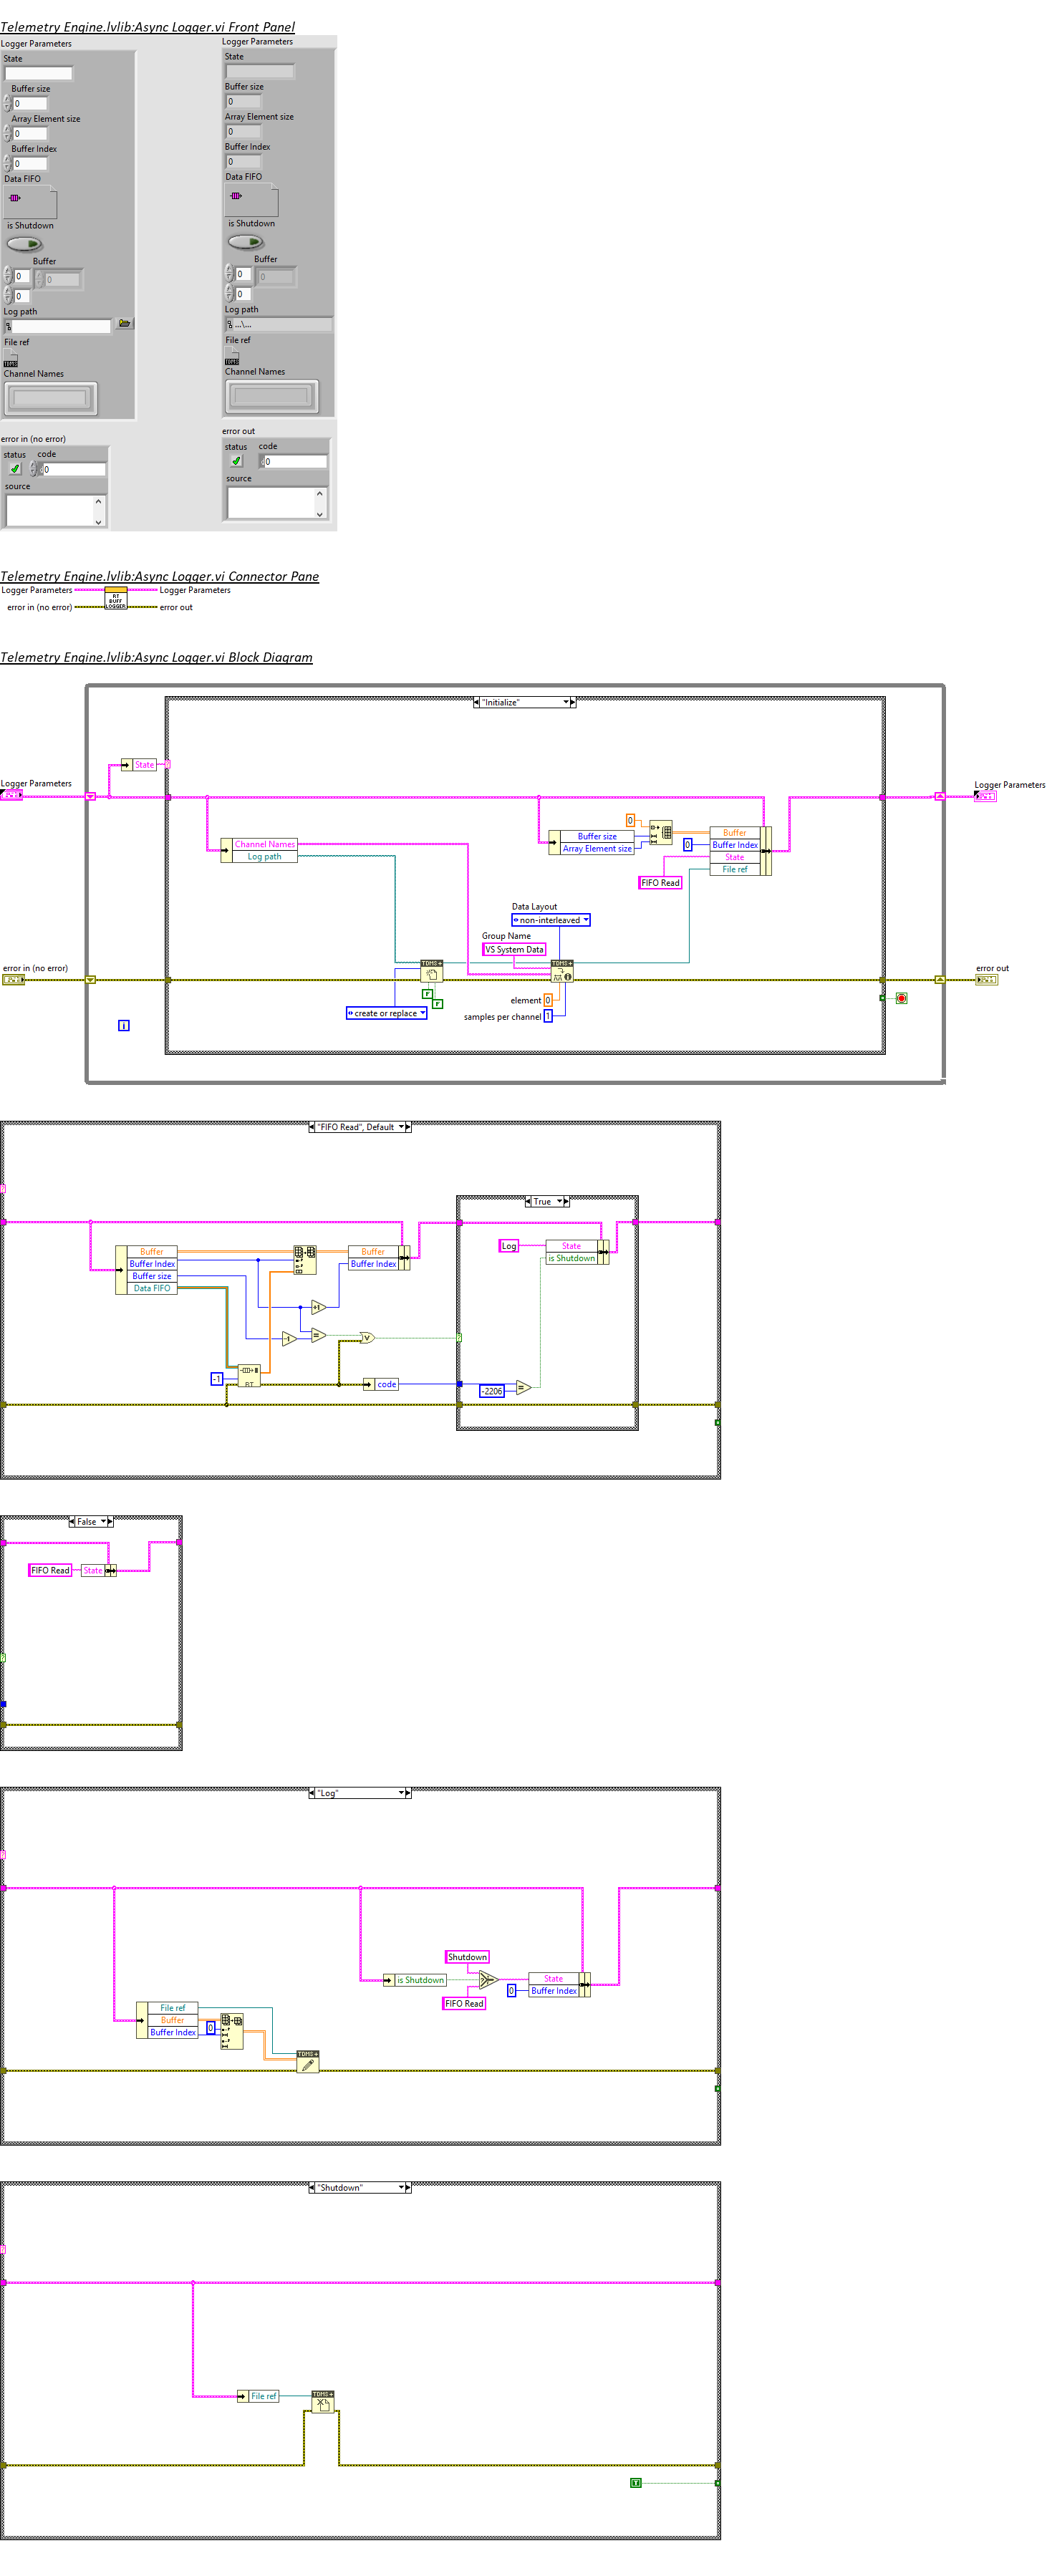 Telemetry Engine.lvlib:Async Logger.vi Front Panel
Logger Parameters
State
Buffer size
0
Array Element size
0
Buffer Index
0
Data FIFO
is Shutdown
Buffer
0
0
0
Log path
File ref
TDMS
Channel Names
error in (no error)
status code
0
source
Logger Parameters
State
Buffer size
0
Array Element size
0
Buffer Index
0
Data FIFO
is Shutdown
Buffer
0
0
0
Log path
...\...
File ref
TDMS
Channel Names
error out
status code
0
source
Telemetry Engine.lvlib:Async Logger.vi Connector Pane
Logger Parameters
error in (no error)
RT
BUFF
LOGGER
Logger Parameters
error out
Telemetry Engine.lvlib:Async Logger.vi Block Diagram
"Initialize"
State
Logger Parameters
Logger Parameters
Channel Names
Log path
Buffer size
Array Element size
0
Buffer
0
Buffer Index
State
File ref
FIFO Read
Data Layout
non-interleaved
Group Name
VS System Data
error in (no error)
error out
TDMS+
TDMS+
F
F
create or replace
element 0
samples per channel 1
i
"FIFO Read", Default
True
Buffer
Buffer Index
Buffer size
Data FIFO
Buffer
Buffer Index
Log
State
is Shutdown
+1
-1
=
V
-1
RT
code
-2206
=
False
FIFO Read
State
"Log"
Shutdown
is Shutdown
FIFO Read
State
0
Buffer Index
File ref
Buffer
Buffer Index
0
TDMS+
"Shutdown"
File ref
TDMS+
T